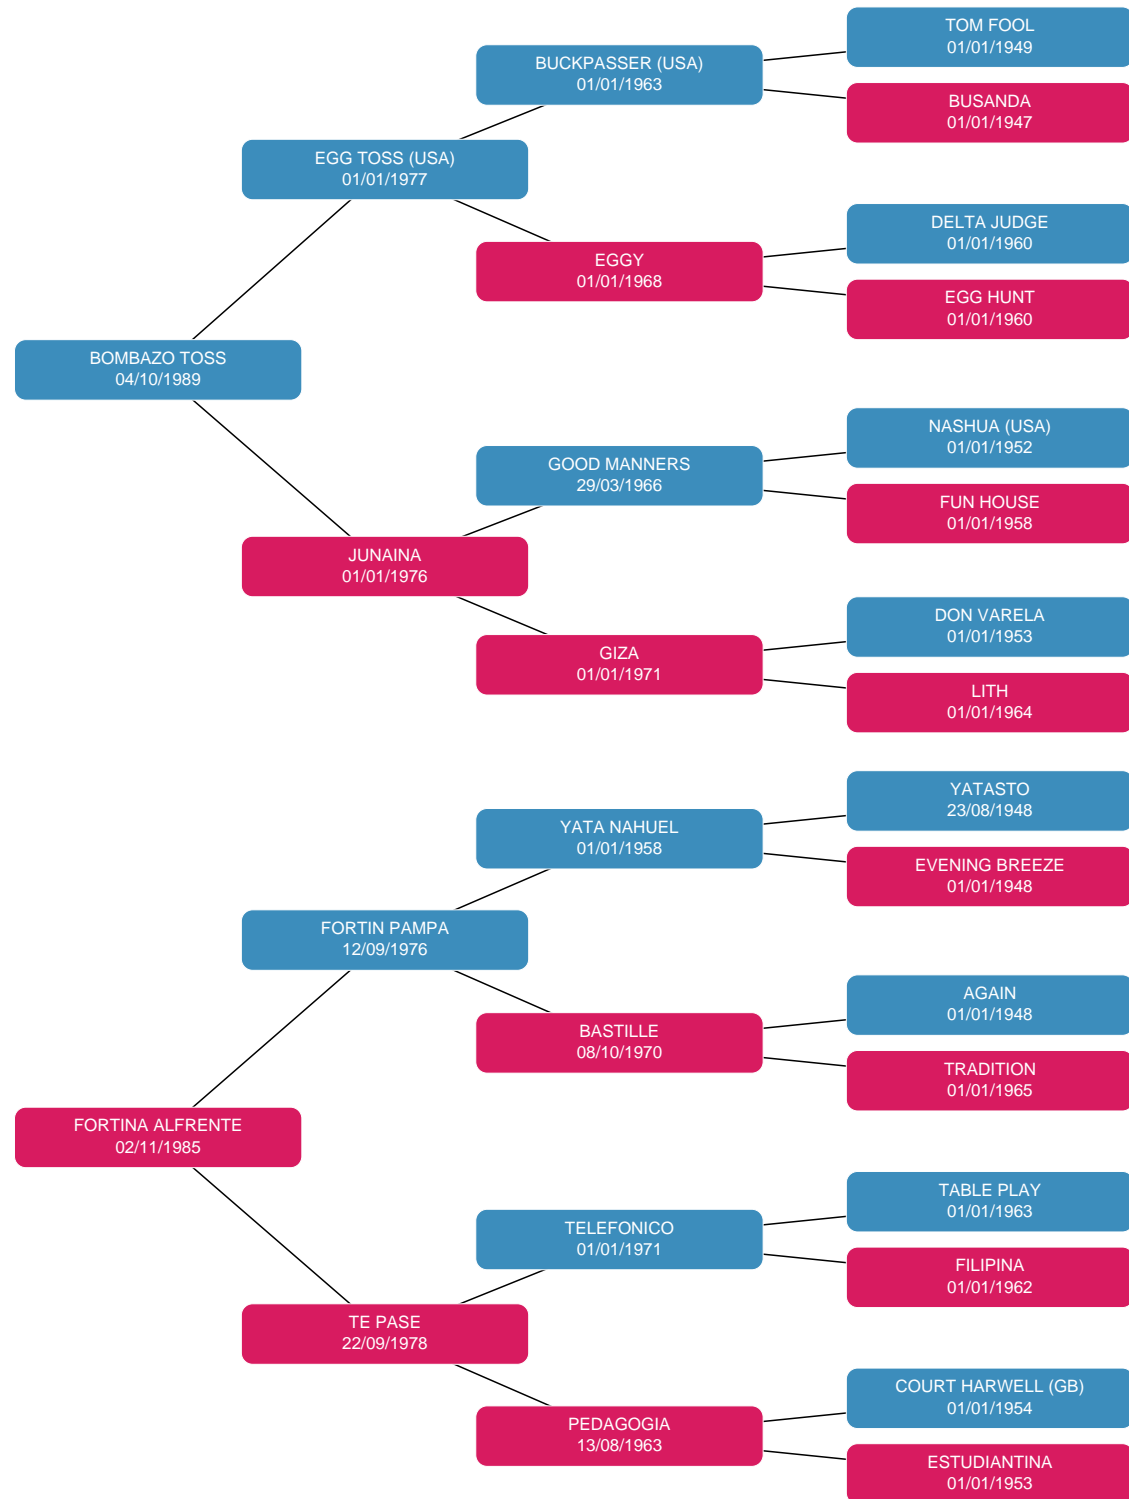 TOM FOOL
01/01/1949
BUCKPASSER (USA)
01/01/1963
BUSANDA
01/01/1947
EGG TOSS (USA)
01/01/1977
DELTA JUDGE
01/01/1960
EGGY
01/01/1968
EGG HUNT
01/01/1960
BOMBAZO TOSS
04/10/1989
NASHUA (USA)
01/01/1952
GOOD MANNERS
29/03/1966
FUN HOUSE
01/01/1958
JUNAINA
01/01/1976
DON VARELA
01/01/1953
GIZA
01/01/1971
LITH
01/01/1964
YATASTO
23/08/1948
YATA NAHUEL
01/01/1958
EVENING BREEZE
01/01/1948
FORTIN PAMPA
12/09/1976
AGAIN
01/01/1948
BASTILLE
08/10/1970
TRADITION
01/01/1965
FORTINA ALFRENTE
02/11/1985
TABLE PLAY
01/01/1963
TELEFONICO
01/01/1971
FILIPINA
01/01/1962
TE PASE
22/09/1978
COURT HARWELL (GB)
01/01/1954
PEDAGOGIA
13/08/1963
ESTUDIANTINA
01/01/1953